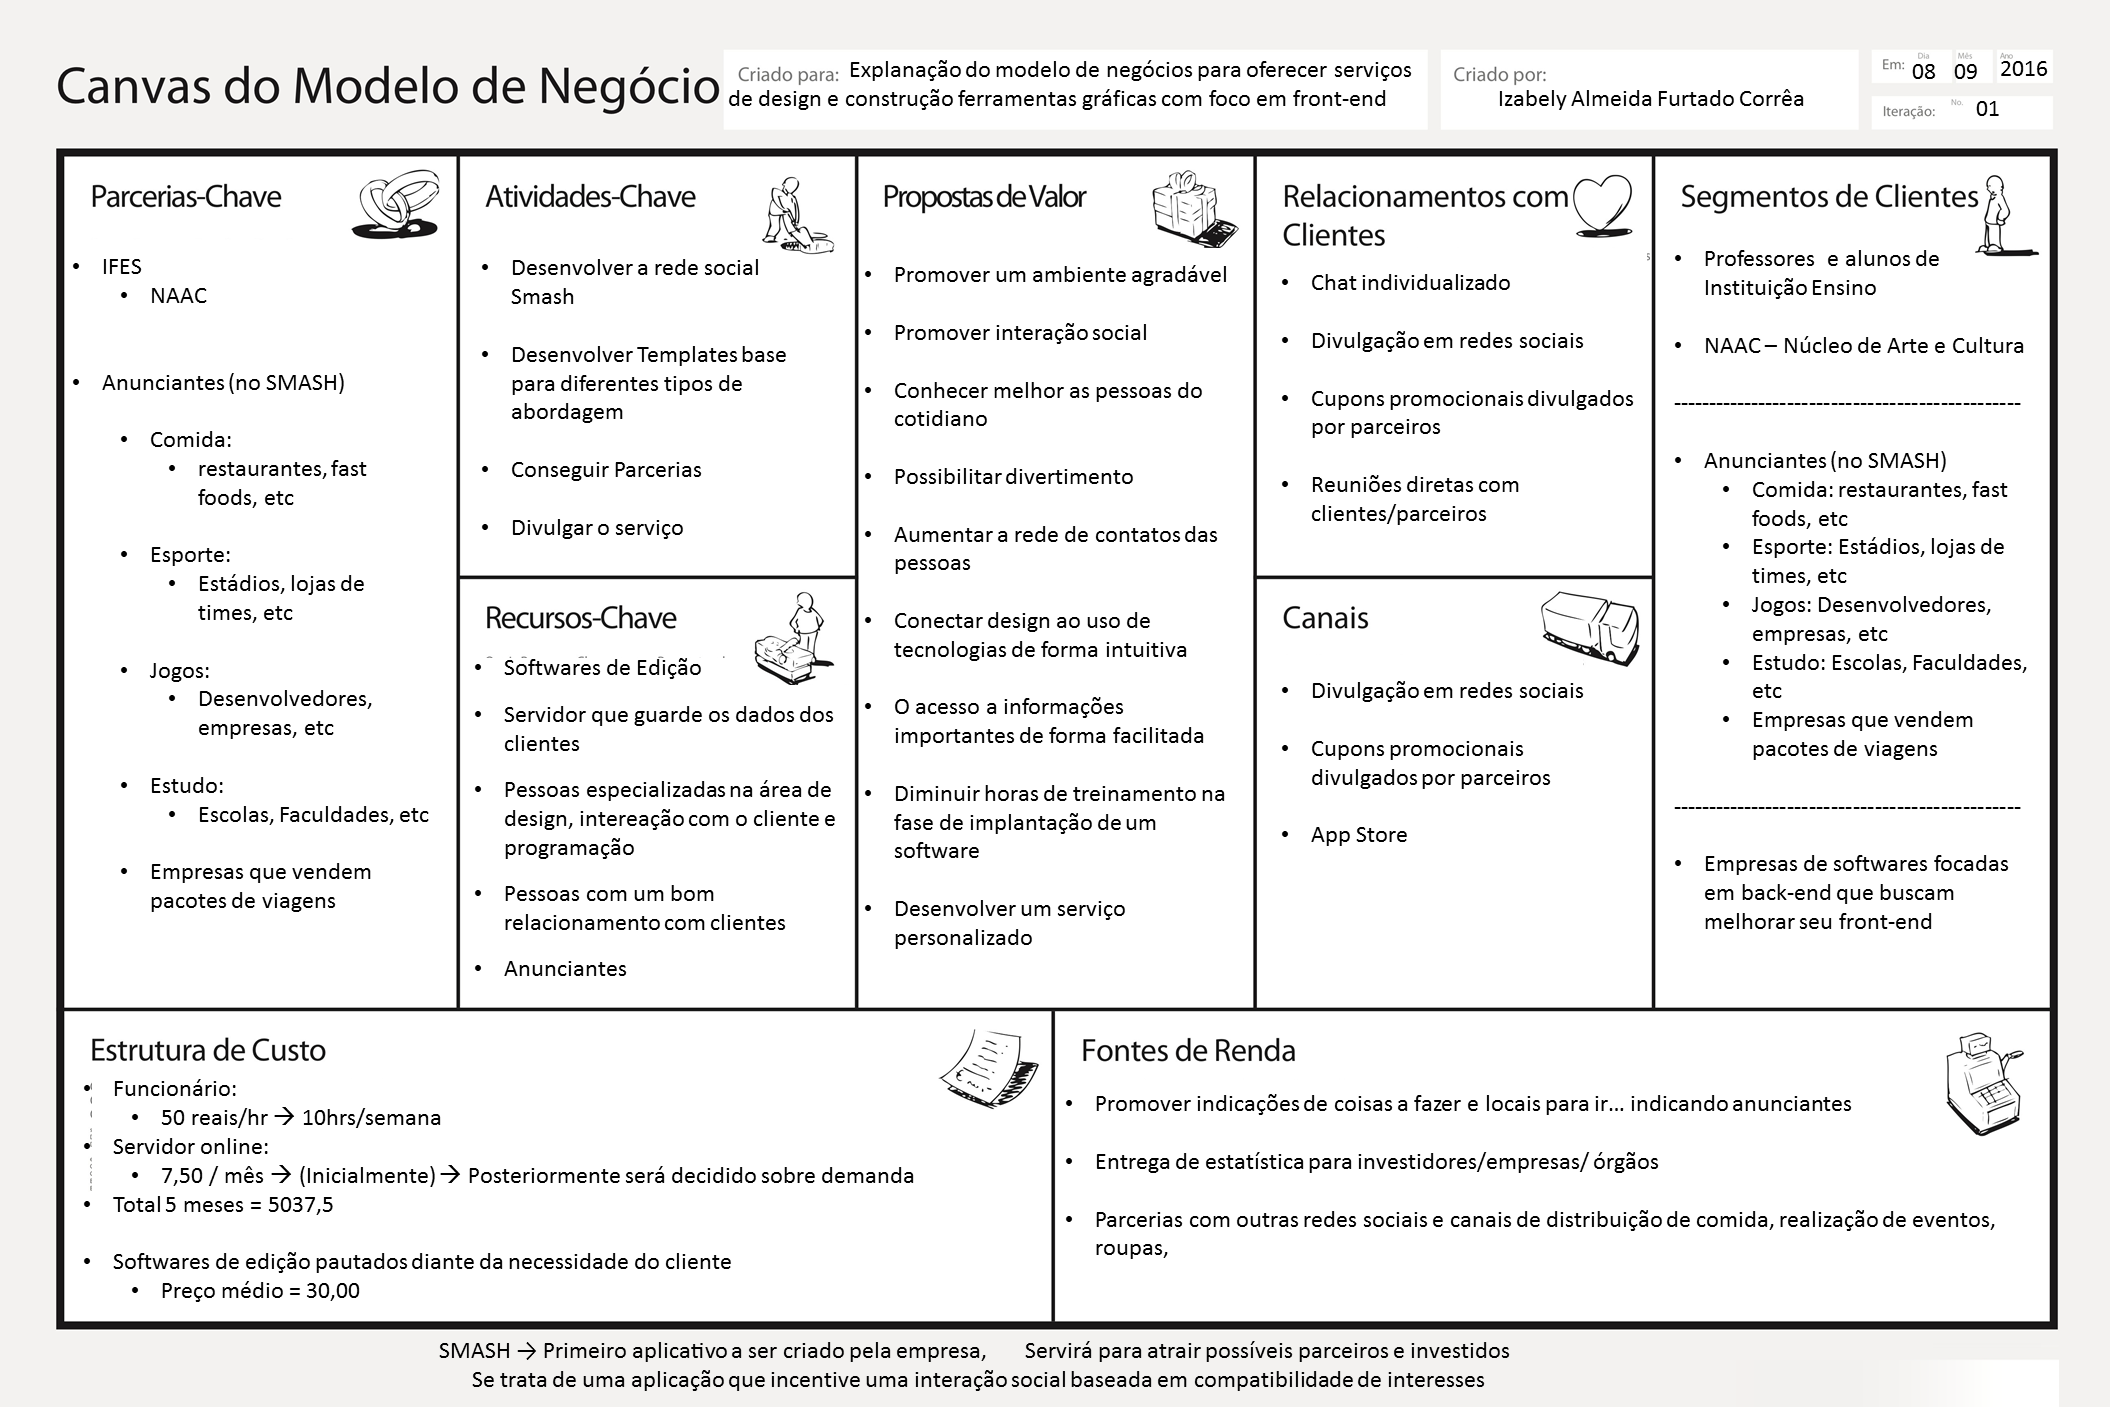 Canvas do Modelo de Negócio
Criado para: Explanação do modelo de negócios para oferecer serviços
de design e construção ferramentas gráficas com foco em front-end
Criado por:
Izabely Almeida Furtado Corrêa
Em: Dia 08 Mês 09 Ano 2016
Iteração: No. 01
Parcerias-Chave
• IFES
• NAAC
• Anunciantes (no SMASH)
• Comida:
• restaurantes, fast
foods, etc
• Esporte:
• Estádios, lojas de
times, etc
• Jogos:
• Desenvolvedores,
empresas, etc
• Estudo:
• Escolas, Faculdades, etc
• Empresas que vendem
pacotes de viagens
Atividades-Chave
• Desenvolver a rede social
Smash
• Desenvolver Templates base
para diferentes tipos de
abordagem
• Conseguir Parcerias
• Divulgar o serviço
Recursos-Chave
• Softwares de Edição
• Servidor que guarde os dados dos
clientes
• Pessoas especializadas na área de
design, intereação com o cliente e
programação
• Pessoas com um bom
relacionamento com clientes
• Anunciantes
Propostas de Valor
• Promover um ambiente agradável
• Promover interação social
• Conhecer melhor as pessoas do
cotidiano
• Possibilitar divertimento
• Aumentar a rede de contatos das
pessoas
• Conectar design ao uso de
tecnologias de forma intuitiva
• O acesso a informações
importantes de forma facilitada
• Diminuir horas de treinamento na
fase de implantação de um
software
• Desenvolver um serviço
personalizado
Relacionamentos com
Clientes
• Chat individualizado
• Divulgação em redes sociais
• Cupons promocionais divulgados
por parceiros
• Reuniões diretas com
clientes/parceiros
Canais
• Divulgação em redes sociais
• Cupons promocionais
divulgados por parceiros
• App Store
Segmentos de Clientes
• Professores e alunos de
Instituição Ensino
• NAAC – Núcleo de Arte e Cultura
-------------------------------------------------
• Anunciantes (no SMASH)
• Comida: restaurantes, fast
foods, etc
• Esporte: Estádios, lojas de
times, etc
• Jogos: Desenvolvedores,
empresas, etc
• Estudo: Escolas, Faculdades,
etc
• Empresas que vendem
pacotes de viagens
-------------------------------------------------
• Empresas de softwares focadas
em back-end que buscam
melhorar seu front-end
Estrutura de Custo
• Funcionário:
• 50 reais/hr → 10hrs/semana
• Servidor online:
• 7,50 / mês → (Inicialmente) → Posteriormente será decidido sobre demanda
• Total 5 meses = 5037,5
• Softwares de edição pautados diante da necessidade do cliente
• Preço médio = 30,00
Fontes de Renda
• Promover indicações de coisas a fazer e locais para ir... indicando anunciantes
• Entrega de estatística para investidores/empresas/ órgãos
• Parcerias com outras redes sociais e canais de distribuição de comida, realização de eventos,
roupas,
SMASH → Primeiro aplicativo a ser criado pela empresa, Servirá para atrair possíveis parceiros e investidos
Se trata de uma aplicação que incentive uma interação social baseada em compatibilidade de interesses